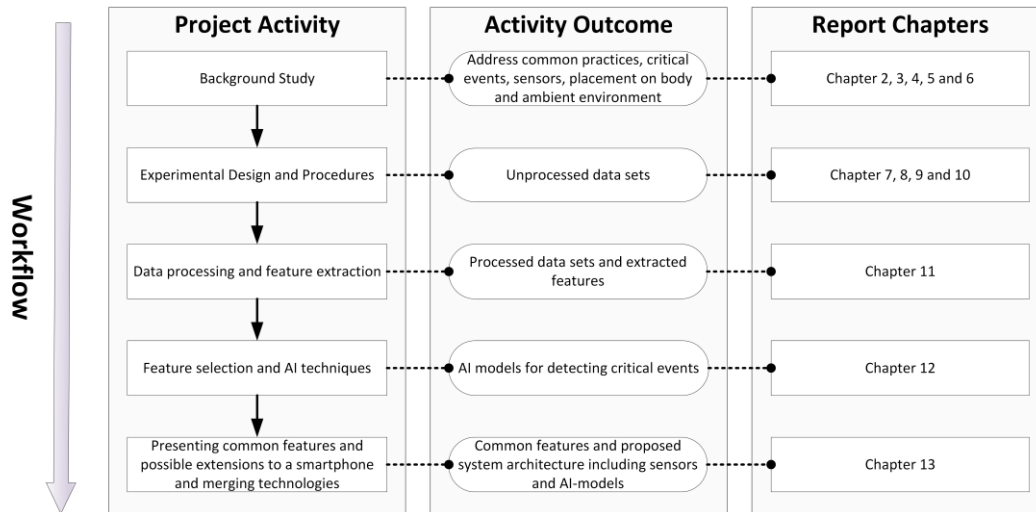 Workflow
Project Activity
Activity Outcome
Report Chapters
Background Study
Address common practices, critical
events, sensors, placement on body
and ambient environment
Chapter 2, 3, 4, 5 and 6
Experimental Design and Procedures
Unprocessed data sets
Chapter 7, 8, 9 and 10
Data processing and feature extraction
Processed data sets and extracted
features
Chapter 11
Feature selection and AI techniques
AI models for detecting critical events
Chapter 12
Presenting common features and
possible extensions to a smartphone
and merging technologies
Common features and proposed
system architecture including sensors
and AI-models
Chapter 13